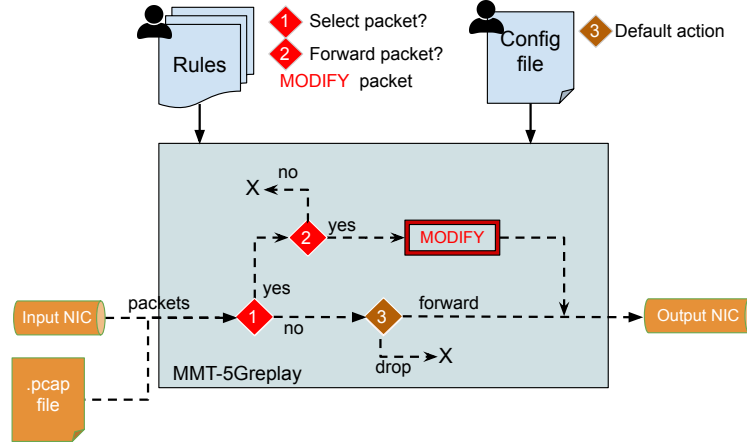 1 Select packet?
2 Forward packet?
MODIFY packet
Rules
Config
file
3 Default action
no
X
2
yes
MODIFY
yes
packets
Input NIC
1
no
3
forward
Output NIC
drop
X
.pcap
file
MMT-5Greplay